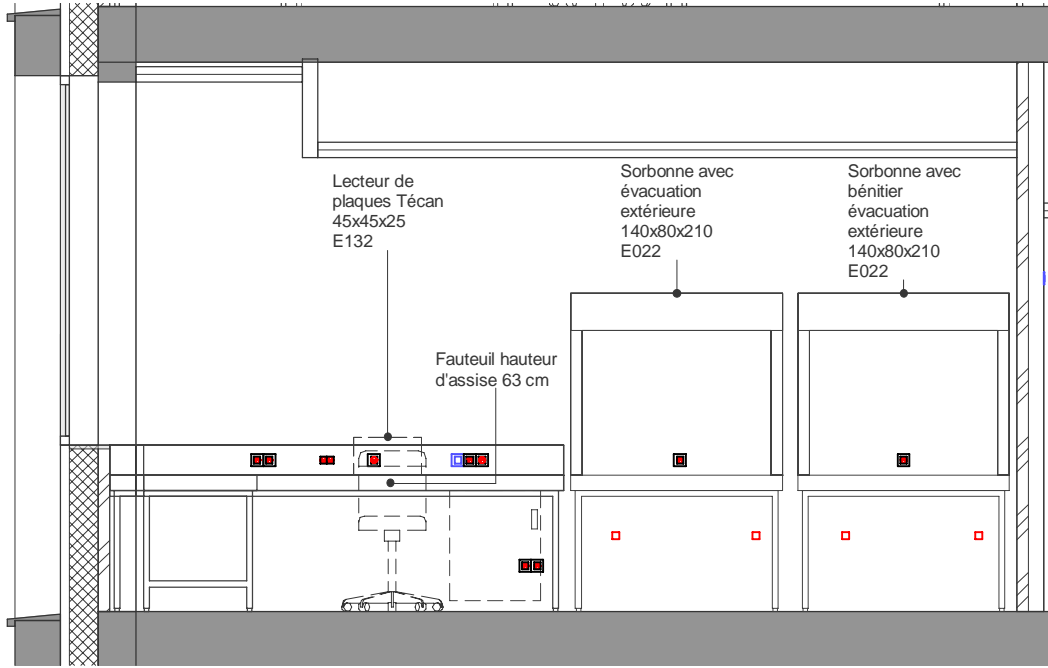 Lecteur de
plaques Técan
45x45x25
E132
Sorbonne avec
évacuation
extérieure
140x80x210
E022
Sorbonne avec
bénitier
évacuation
extérieure
140x80x210
E022
Fauteuil hauteur
d'assise 63 cm